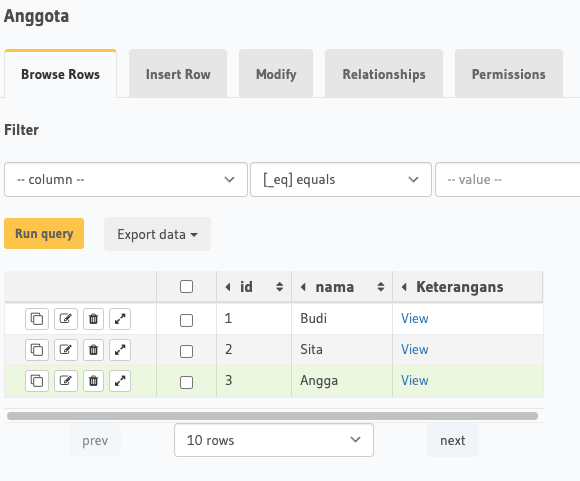 Anggota
Browse Rows Insert Row Modify Relationships Permissions
Filter
-- column -- [_eq] equals -- value --
Run query Export data
id nama Keterangans
1 Budi View
2 Sita View
3 Angga View
prev 10 rows next